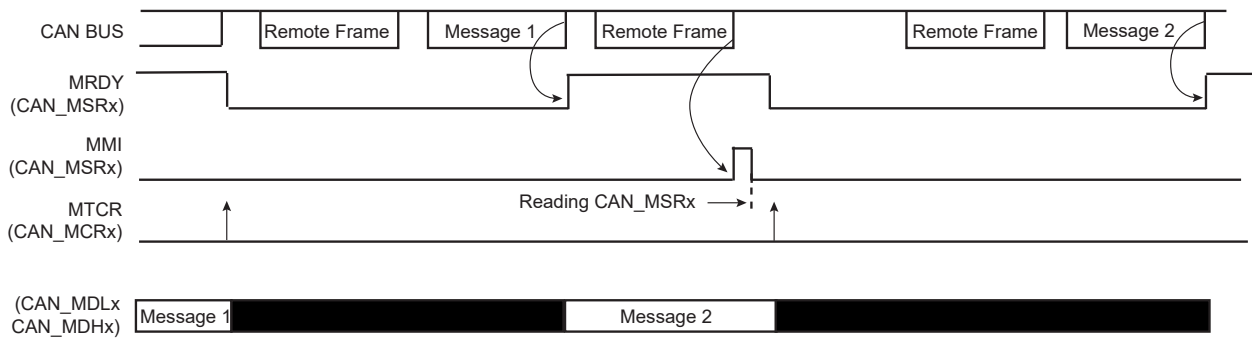 CAN BUS
Remote Frame
Message 1
Remote Frame
Remote Frame
Message 2
MRDY
(CAN_MSRx)
MMI
(CAN_MSRx)
Reading CAN_MSRx
MTCR
(CAN_MCRx)
(CAN_MDLx
CAN_MDHx)
Message 1
Message 2